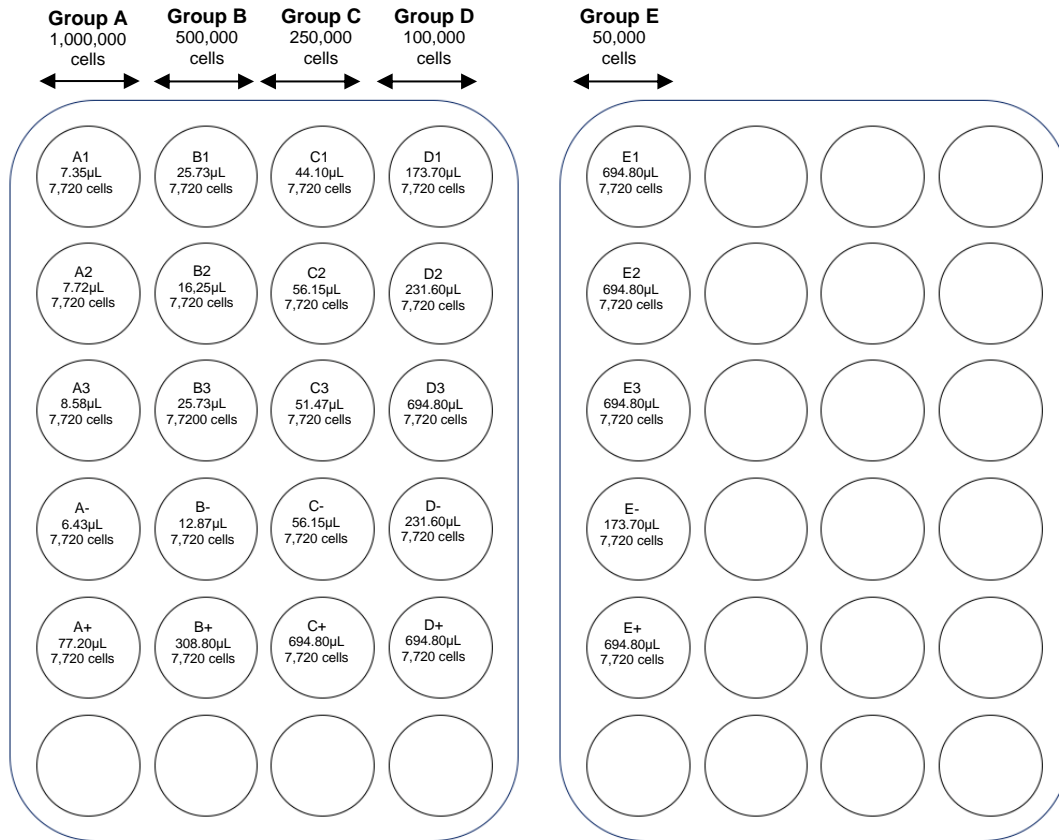 Group A
1,000,000
cells
Group B
500,000
cells
Group C
250,000
cells
Group D
100,000
cells
Group E
50,000
cells
A1
7.35µL
7,720 cells
B1
25.73µL
7,720 cells
C1
44.10µL
7,720 cells
D1
173.70µL
7,720 cells
E1
694.80µL
7,720 cells
A2
7.72µL
7,720 cells
B2
16,25µL
7,720 cells
C2
56.15µL
7,720 cells
D2
231.60µL
7,720 cells
E2
694.80µL
7,720 cells
A3
8.58µL
7,720 cells
B3
25.73µL
7,7200 cells
C3
51.47µL
7,720 cells
D3
694.80µL
7,720 cells
E3
694.80µL
7,720 cells
A-
6.43µL
7,720 cells
B-
12.87µL
7,720 cells
C-
56.15µL
7,720 cells
D-
231.60µL
7,720 cells
E-
173.70µL
7,720 cells
A+
77.20µL
7,720 cells
B+
308.80µL
7,720 cells
C+
694.80µL
7,720 cells
D+
694.80µL
7,720 cells
E+
694.80µL
7,720 cells